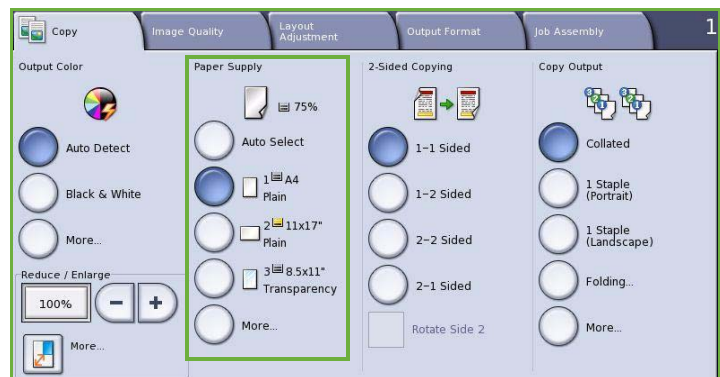 Copy
Image Quality
Layout
Adjustment
Output Format
Job Assembly
1
Output Color
Auto Detect
Black & White
More...
Reduce / Enlarge
100%
−
+
More...
Paper Supply
75%
Auto Select
1 A4
Plain
2 11x17"
Plain
3 8.5x11"
Transparency
More...
2-Sided Copying
1-1 Sided
1-2 Sided
2-2 Sided
2-1 Sided
Rotate Side 2
Copy Output
Collated
1 Staple
(Portrait)
1 Staple
(Landscape)
Folding...
More...